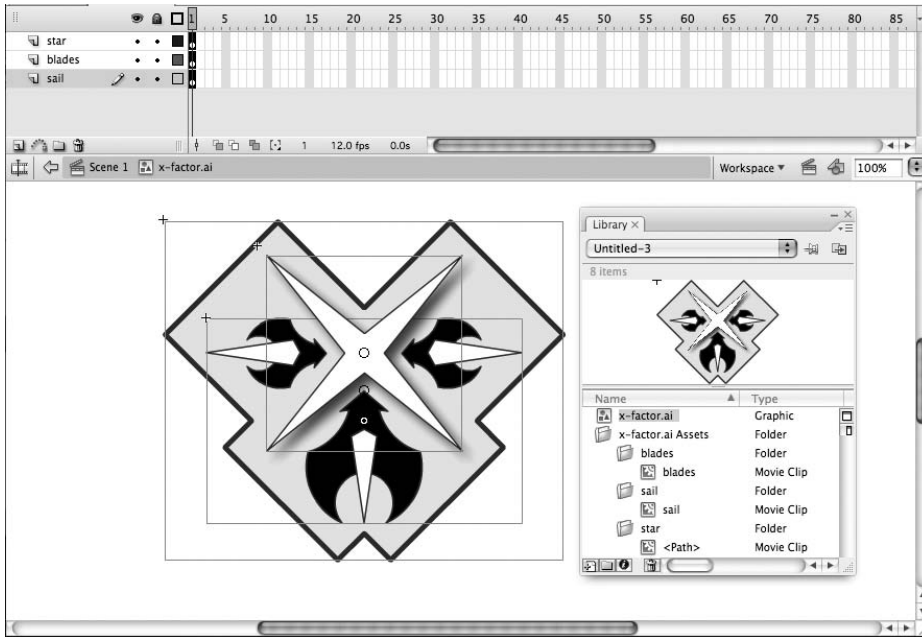 1 5 10 15 20 25 30 35 40 45 50 55 60 65 70 75 80 85
star
blades
sail
1 12.0 fps 0.0s
Scene 1 x-factor.ai Workspace 100%
Library
Untitled-3
8 items
Name Type
x-factor.ai Graphic
x-factor.ai Assets Folder
blades Folder
blades Movie Clip
sail Folder
sail Movie Clip
star Folder
<Path> Movie Clip